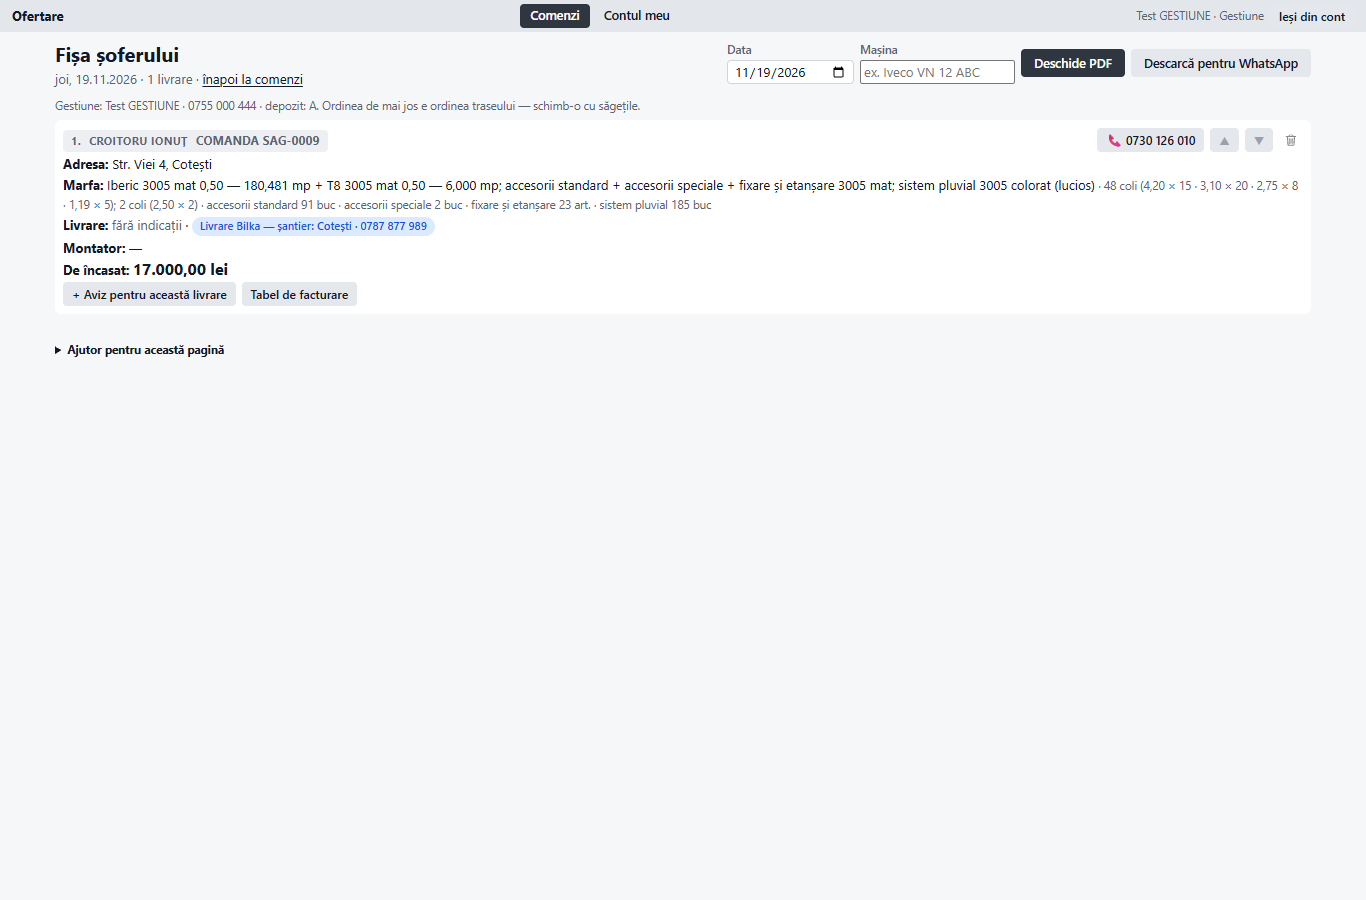 Ofertare
Comenzi
Contul meu
Test GESTIUNE · Gestiune
Ieși din cont
Fișa șoferului
joi, 19.11.2026 · 1 livrare · înapoi la comenzi
Data
11/19/2026
Mașina
ex. Iveco VN 12 ABC
Deschide PDF
Descarcă pentru WhatsApp
Gestiune: Test GESTIUNE · 0755 000 444 · depozit: A. Ordinea de mai jos e ordinea traseului — schimb-o cu săgețile.
1. CROITORU IONUȚ COMANDA SAG-0009
0730 126 010
Adresa: Str. Viei 4, Cotești
Marfa: Iberic 3005 mat 0,50 — 180,481 mp + T8 3005 mat 0,50 — 6,000 mp; accesorii standard + accesorii speciale + fixare și etanșare 3005 mat; sistem pluvial 3005 colorat (lucios) · 48 coli (4,20 × 15 · 3,10 × 20 · 2,75 × 8
· 1,19 × 5); 2 coli (2,50 × 2) · accesorii standard 91 buc · accesorii speciale 2 buc · fixare și etanșare 23 art. · sistem pluvial 185 buc
Livrare: fără indicații · Livrare Bilka — șantier: Cotești · 0787 877 989
Montator: —
De încasat: 17.000,00 lei
+ Aviz pentru această livrare
Tabel de facturare
Ajutor pentru această pagină